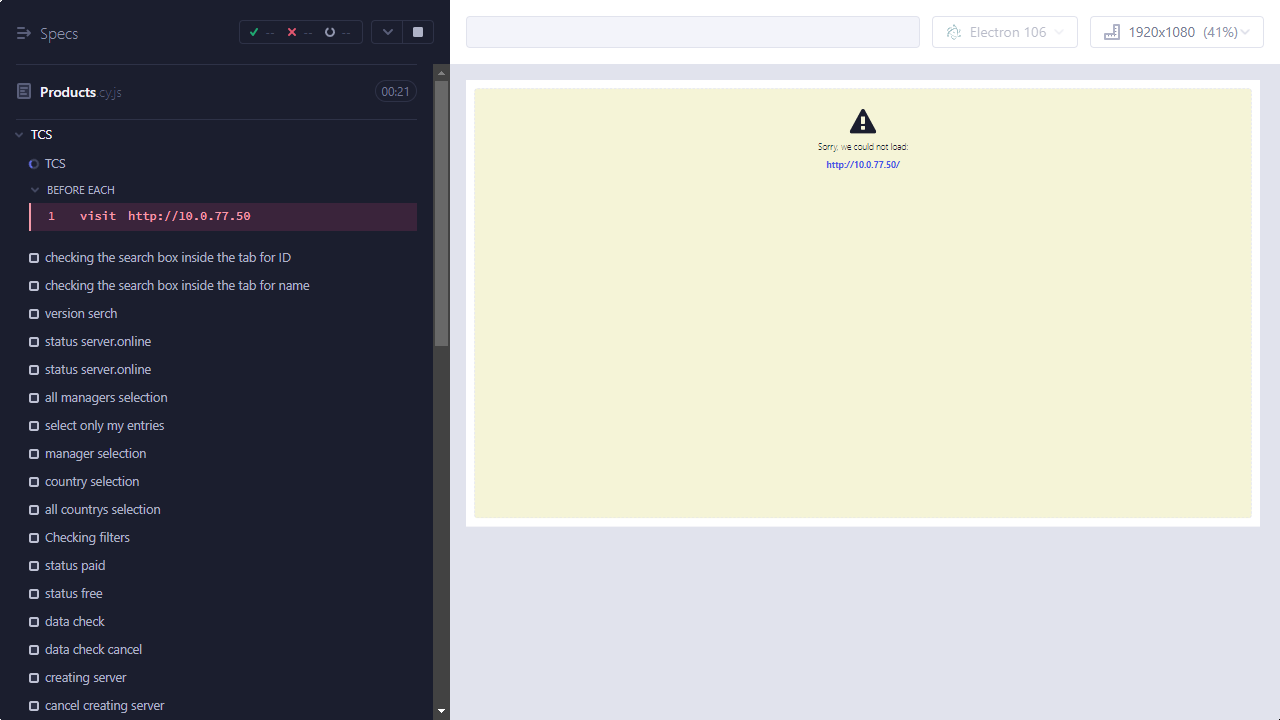 Specs
--
--
--
Electron 106
1920x1080 (41%)
Products.cy.js
00:21
TCS
TCS
BEFORE EACH
1 visit http://10.0.77.50
checking the search box inside the tab for ID
checking the search box inside the tab for name
version serch
status server.online
status server.online
all managers selection
select only my entries
manager selection
country selection
all countrys selection
Checking filters
status paid
status free
data check
data check cancel
creating server
cancel creating server
Sorry, we could not load:
http://10.0.77.50/